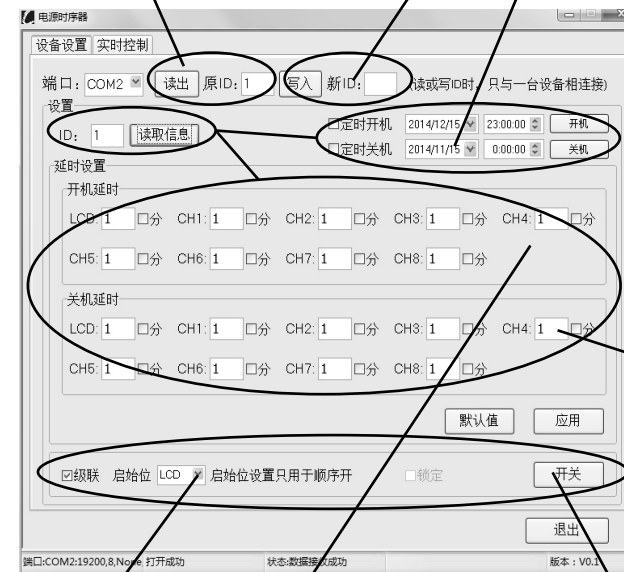 电源时序器
设备设置 实时控制
端口: COM2 读出 原ID: 1 写入 新ID: (读或写ID时, 只与一台设备相连接)
设置
ID: 1 读取信息
□定时开机 2014/12/15 23:00:00 开机
□定时关机 2014/11/15 0:00:00 关机
延时设置
开机延时
LCD: 1 □分 CH1: 1 □分 CH2: 1 □分 CH3: 1 □分 CH4: 1 □分
CH5: 1 □分 CH6: 1 □分 CH7: 1 □分 CH8: 1 □分
关机延时
LCD: 1 □分 CH1: 1 □分 CH2: 1 □分 CH3: 1 □分 CH4: 1 □分
CH5: 1 □分 CH6: 1 □分 CH7: 1 □分 CH8: 1 □分
默认值 应用
☑级联 启始位 LCD 启始位设置只用于顺序开 □锁定 开关
退出
端口:COM2:19200,8,None, 打开成功 状态:数据接收成功 版本：V0.1